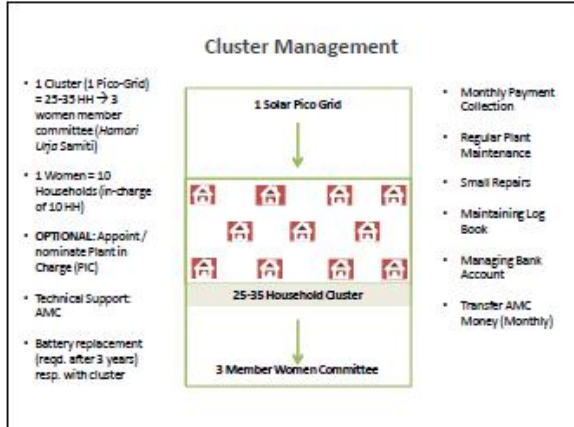 Cluster Management
• 1 Cluster (1 Pico-Grid)
= 25-35 HH → 3
women member
committee (Hamari
Urja Samiti)
• 1 Women = 10
Households (in-charge
of 10 HH)
• OPTIONAL: Appoint /
nominate Plant in
Charge (PIC)
• Technical Support:
AMC
• Battery replacement
(reqd. after 3 years)
resp. with cluster
1 Solar Pico Grid
25-35 Household Cluster
3 Member Women Committee
• Monthly Payment
Collection
• Regular Plant
Maintenance
• Small Repairs
• Maintaining Log
Book
• Managing Bank
Account
• Transfer AMC
Money (Monthly)